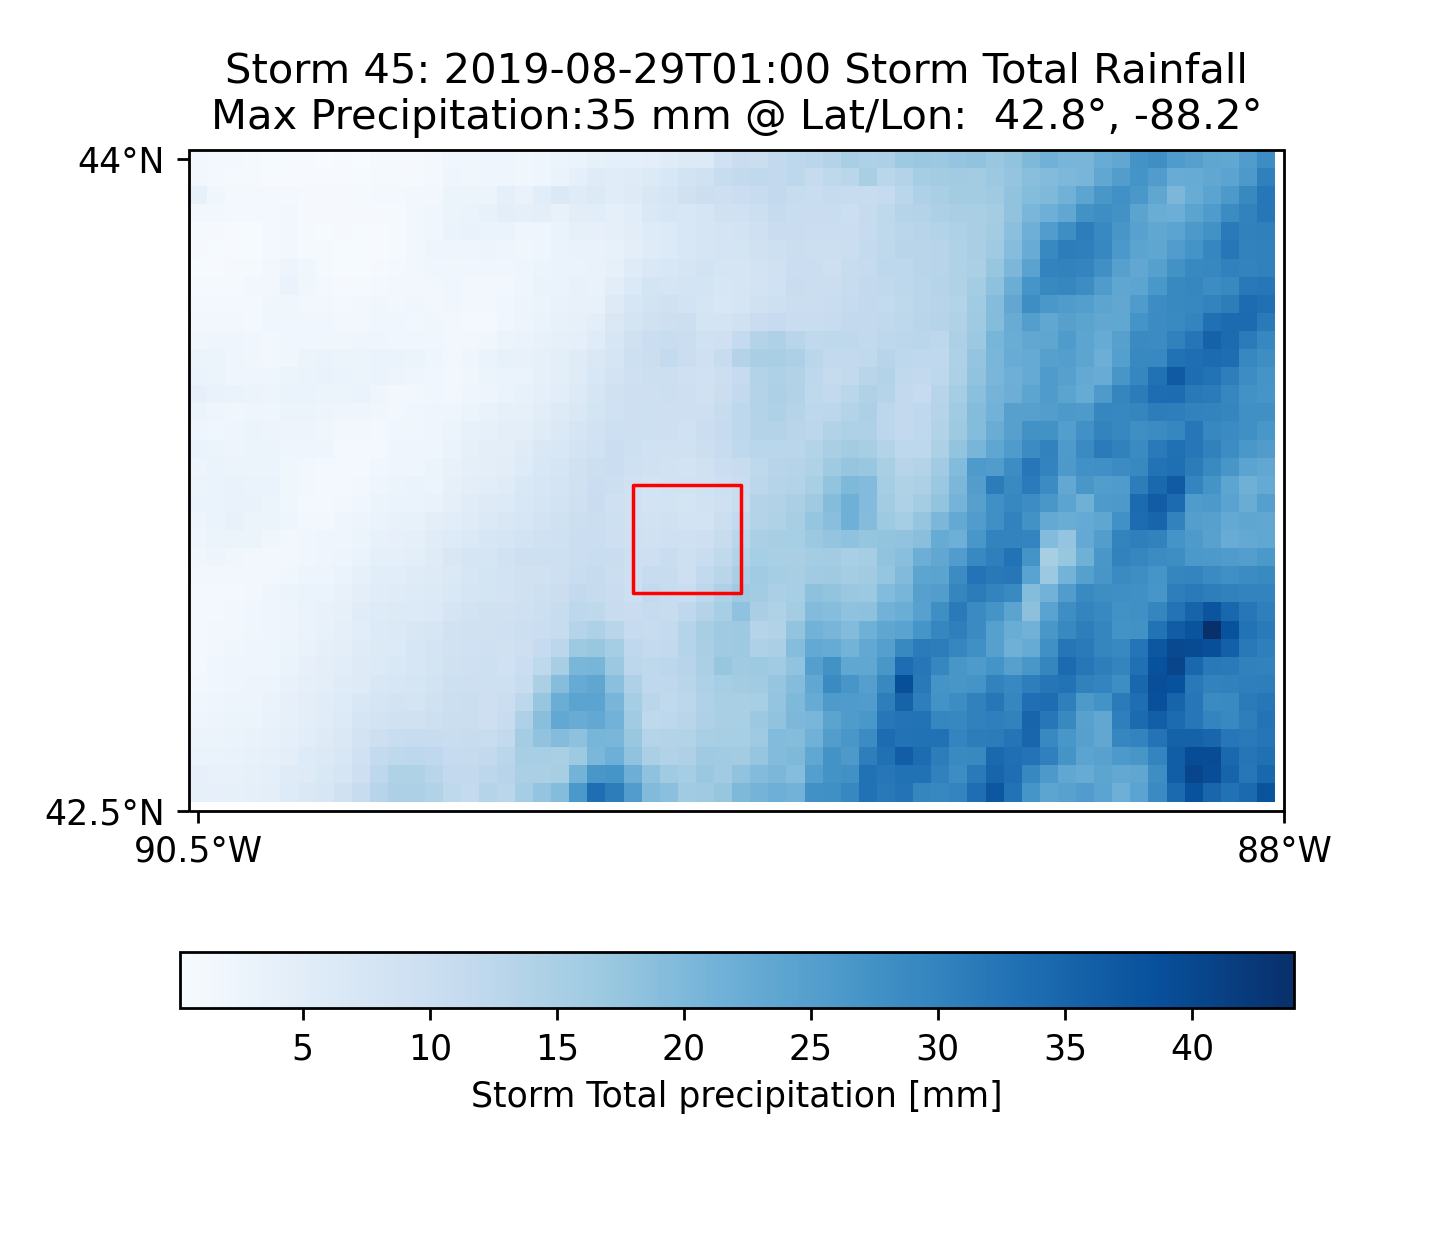 Storm 45: 2019-08-29T01:00 Storm Total Rainfall
Max Precipitation:35 mm @ Lat/Lon:  42.8°, -88.2°
44°N
42.5°N
90.5°W 88°W
5 10 15 20 25 30 35 40
Storm Total precipitation [mm]